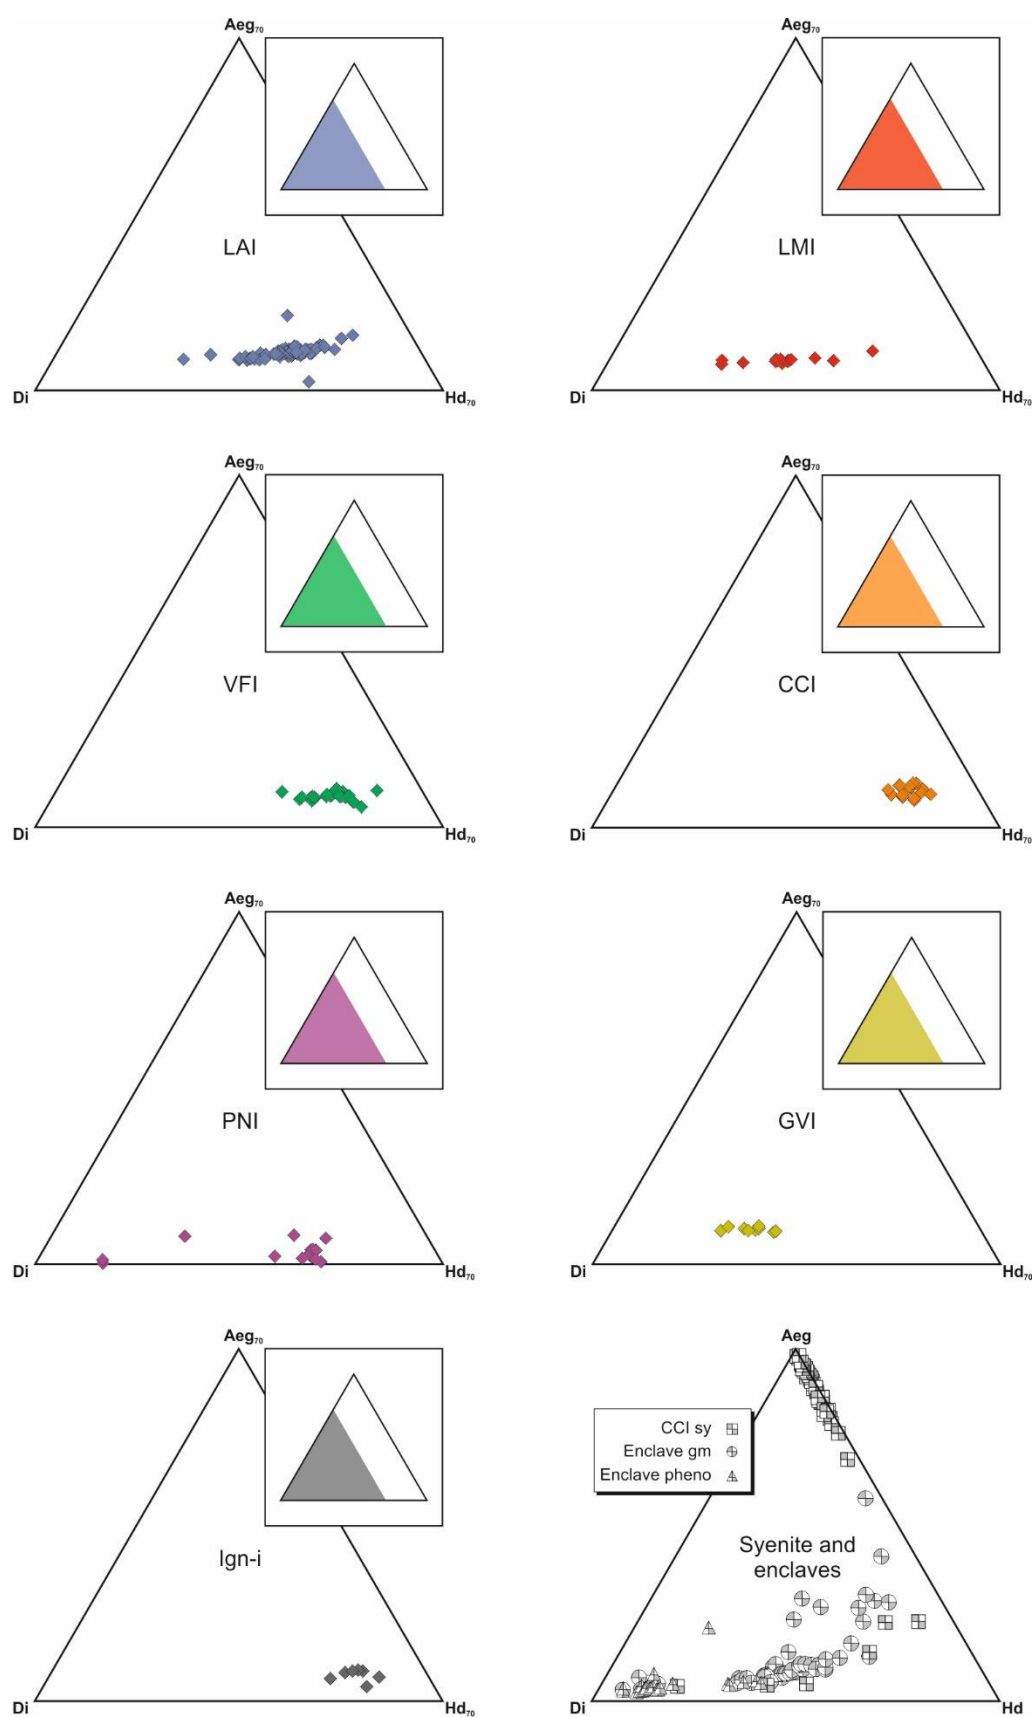 Aeg₇₀
Aeg₇₀
LAI
LMI
Di
Hd₇₀
Di
Hd₇₀
Aeg₇₀
Aeg₇₀
VFI
CCI
Di
Hd₇₀
Di
Hd₇₀
Aeg₇₀
Aeg₇₀
PNI
GVI
Di
Hd₇₀
Di
Hd₇₀
Aeg₇₀
Aeg
CCI sy
Enclave gm
Enclave pheno
Ign-i
Syenite and
enclaves
Di
Hd₇₀
Di
Hd